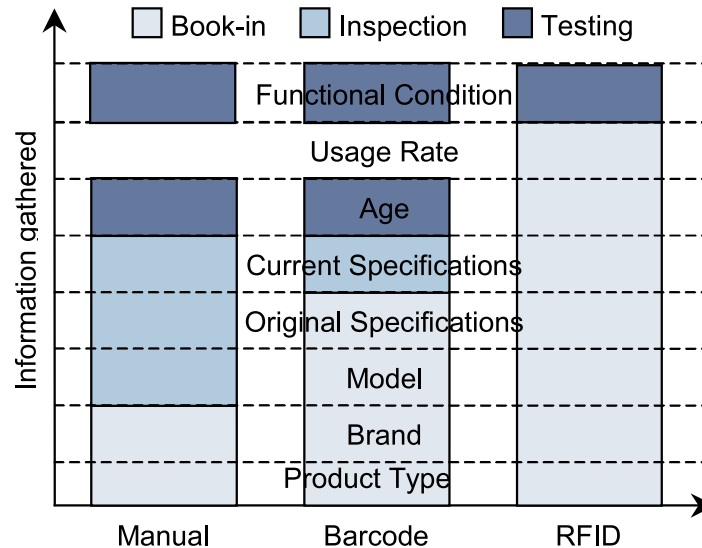 Book-in
Inspection
Testing
Information gathered
Functional Condition
Usage Rate
Age
Current Specifications
Original Specifications
Model
Brand
Product Type
Manual
Barcode
RFID